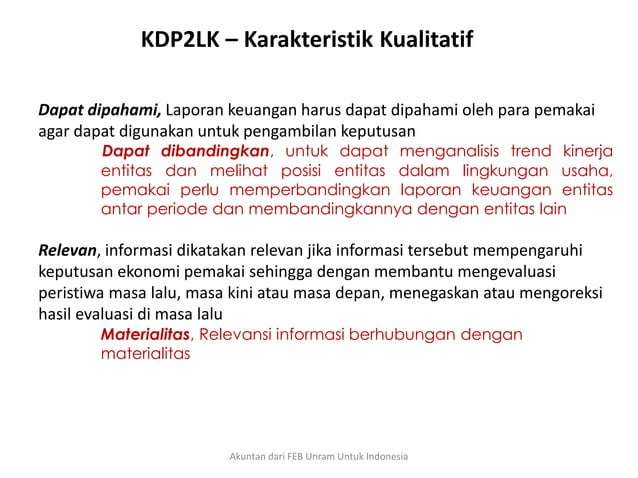 KDP2LK – Karakteristik Kualitatif
Dapat dipahami, Laporan keuangan harus dapat dipahami oleh para pemakai
agar dapat digunakan untuk pengambilan keputusan
Dapat dibandingkan, untuk dapat menganalisis trend kinerja
entitas dan melihat posisi entitas dalam lingkungan usaha,
pemakai perlu memperbandingkan laporan keuangan entitas
antar periode dan membandingkannya dengan entitas lain
Relevan, informasi dikatakan relevan jika informasi tersebut mempengaruhi
keputusan ekonomi pemakai sehingga dengan membantu mengevaluasi
peristiwa masa lalu, masa kini atau masa depan, menegaskan atau mengoreksi
hasil evaluasi di masa lalu
Materialitas, Relevansi informasi berhubungan dengan
materialitas
Akuntan dari FEB Unram Untuk Indonesia